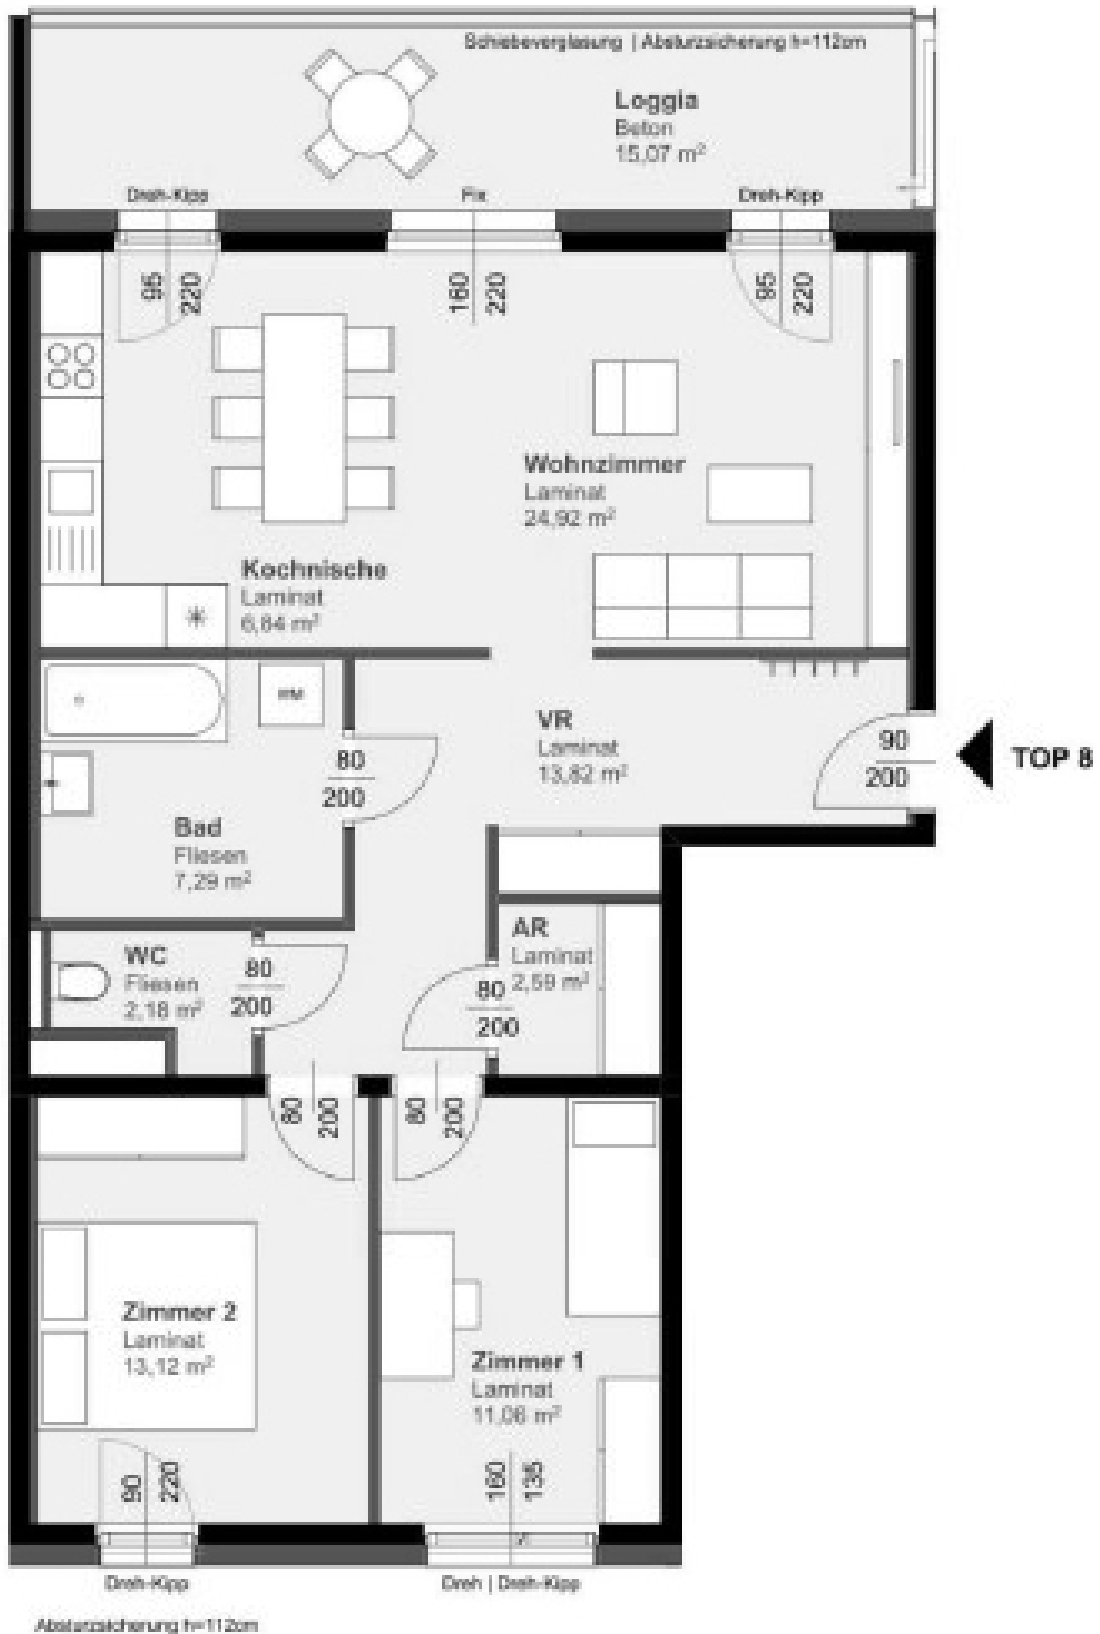 Schiebeverglasung | Absturzsicherung h=112cm
Loggia
Beton
15,07 m²
Dreh-Kipp
Fix
Dreh-Kipp
95
220
160
220
95
220
Wohnzimmer
Laminat
24,92 m²
Kochnische
Laminat
6,84 m²
WM
VR
Laminat
13,82 m²
80
200
90
200
TOP 8
Bad
Fliesen
7,29 m²
AR
Laminat
2,59 m²
WC
Fliesen
2,18 m²
80
200
80
200
80
200
80
200
Zimmer 2
Laminat
13,12 m²
Zimmer 1
Laminat
11,06 m²
90
220
160
135
Dreh-Kipp
Dreh | Dreh-Kipp
Absturzsicherung h=112cm